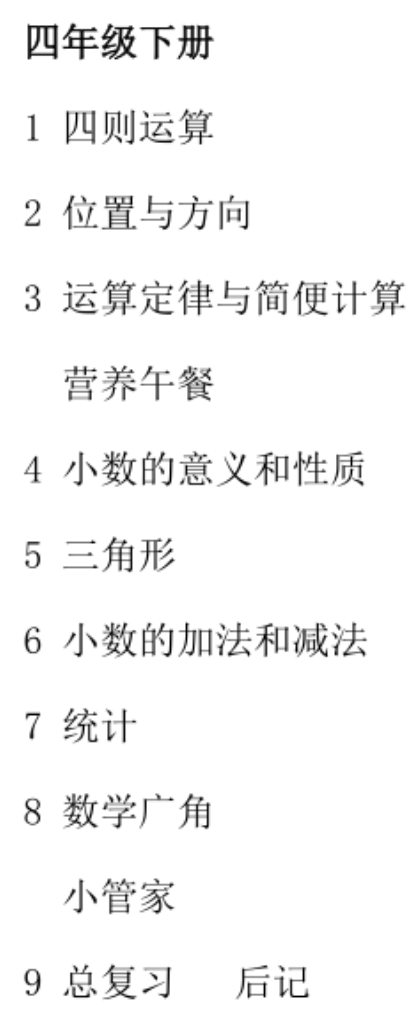 四年级下册
1 四则运算
2 位置与方向
3 运算定律与简便计算
营养午餐
4 小数的意义和性质
5 三角形
6 小数的加法和减法
7 统计
8 数学广角
小管家
9 总复习 后记